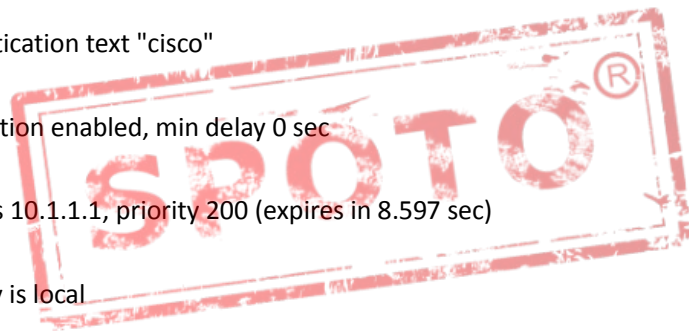 tication text "cisco"
®
tion enabled, min delay 0 sec
SPOTO
s 10.1.1.1, priority 200 (expires in 8.597 sec)
y is local